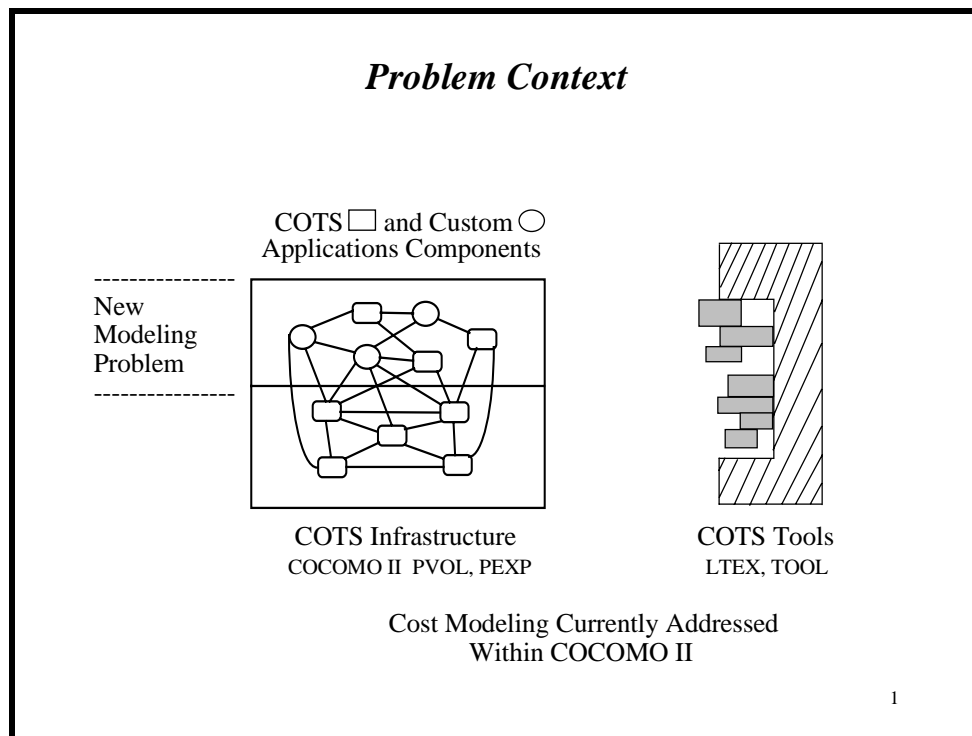 Problem Context
COTS and Custom
Applications Components
New
Modeling
Problem
COTS Infrastructure
COCOMO II PVOL, PEXP
COTS Tools
LTEX, TOOL
Cost Modeling Currently Addressed
Within COCOMO II
1